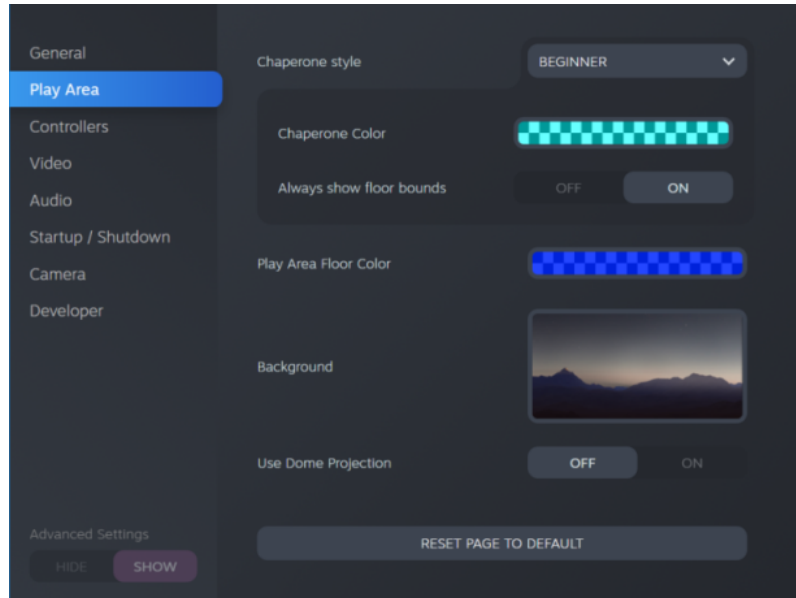 General
Play Area
Controllers
Video
Audio
Startup / Shutdown
Camera
Developer
Advanced Settings
HIDE SHOW
Chaperone style BEGINNER
Chaperone Color
Always show floor bounds OFF ON
Play Area Floor Color
Background
Use Dome Projection OFF ON
RESET PAGE TO DEFAULT